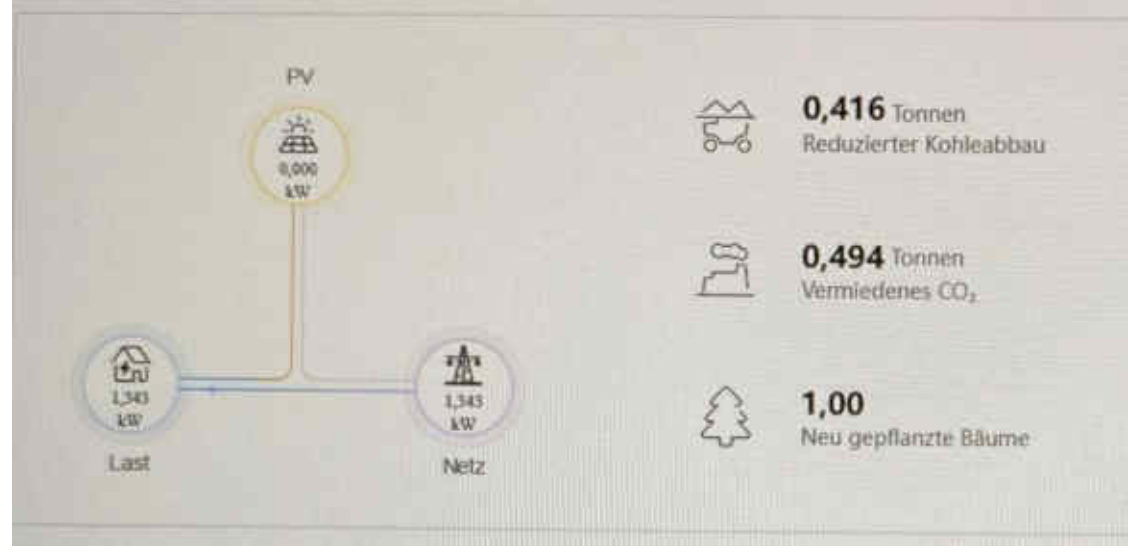 PV
0,000
kW
1,343
kW
Last
1,343
kW
Netz
0,416 Tonnen
Reduzierter Kohleabbau
0,494 Tonnen
Vermiedenes CO₂
1,00
Neu gepflanzte Bäume